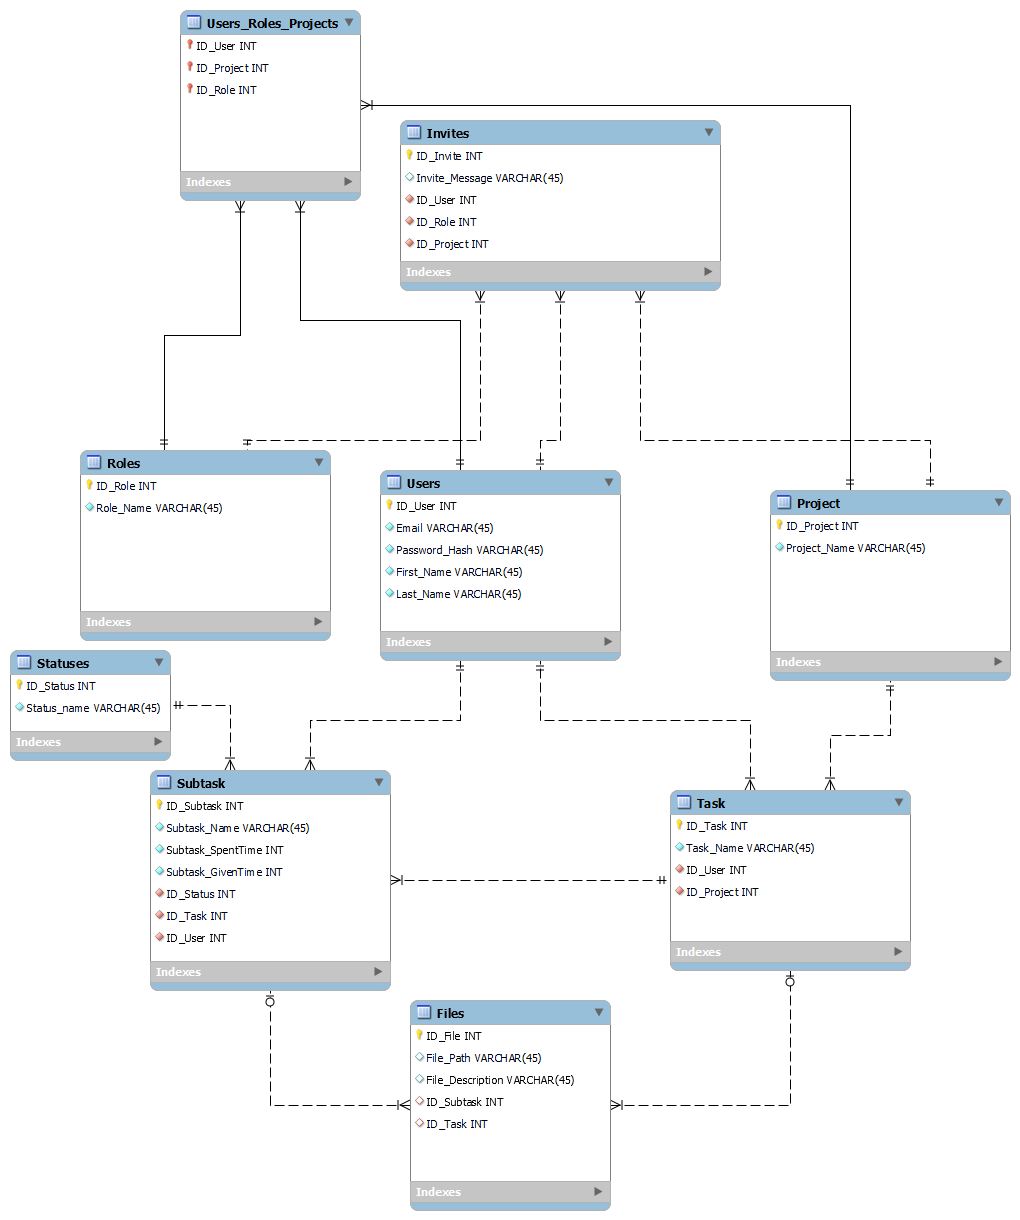 Users_Roles_Projects
ID_User INT
ID_Project INT
ID_Role INT
Indexes
Invites
ID_Invite INT
Invite_Message VARCHAR(45)
ID_User INT
ID_Role INT
ID_Project INT
Indexes
Roles
ID_Role INT
Role_Name VARCHAR(45)
Indexes
Users
ID_User INT
Email VARCHAR(45)
Password_Hash VARCHAR(45)
First_Name VARCHAR(45)
Last_Name VARCHAR(45)
Indexes
Project
ID_Project INT
Project_Name VARCHAR(45)
Indexes
Statuses
ID_Status INT
Status_name VARCHAR(45)
Indexes
Subtask
ID_Subtask INT
Subtask_Name VARCHAR(45)
Subtask_SpentTime INT
Subtask_GivenTime INT
ID_Status INT
ID_Task INT
ID_User INT
Indexes
Task
ID_Task INT
Task_Name VARCHAR(45)
ID_User INT
ID_Project INT
Indexes
Files
ID_File INT
File_Path VARCHAR(45)
File_Description VARCHAR(45)
ID_Subtask INT
ID_Task INT
Indexes